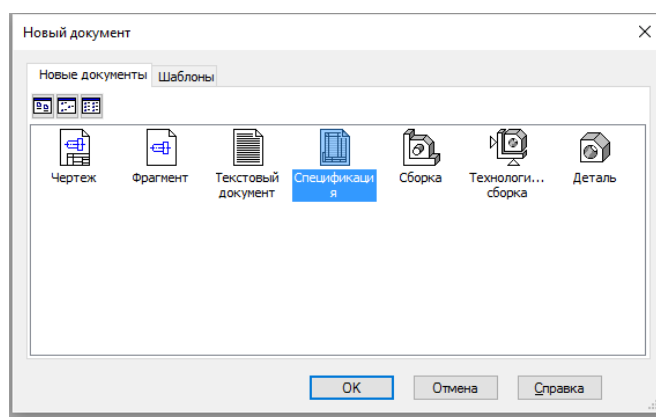 Новый документ
Новые документы Шаблоны
Чертеж Фрагмент Текстовый Спецификаци Сборка Технологи... Деталь
документ я сборка
OK Отмена Справка